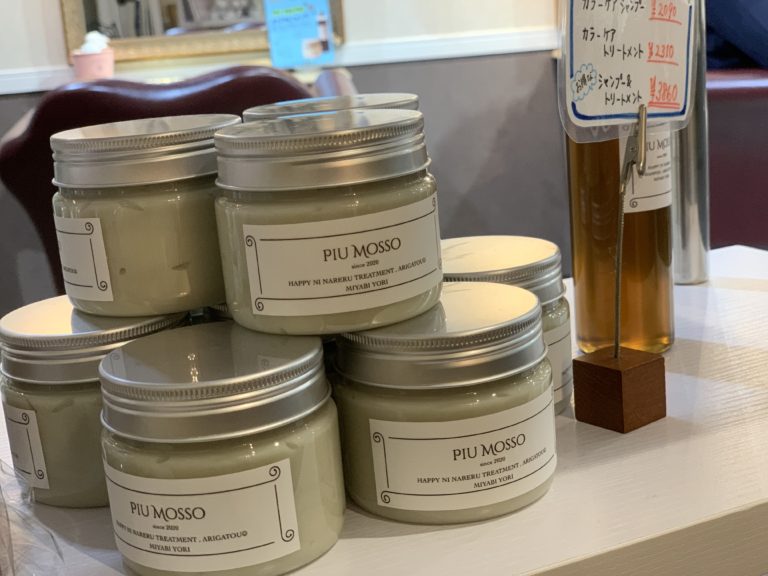 カラーケアシャンプー ¥2090
カラーケア
トリートメント ¥2310
お得!!
シャンプー&
トリートメント ¥3860
PIU MOSSO
since 2020
HAPPY NI NARERU TREATMENT . ARIGATOU☺
MIYABI YORI
PIU MOSSO
since 2020
HAPPY NI NARERU TREATMENT . ARIGATOU☺
MIYABI YORI
PIU MOSSO
since 2020
HAPPY NI NARERU TREATMENT . ARIGATOU☺
MIYABI YORI
PIU MOSSO